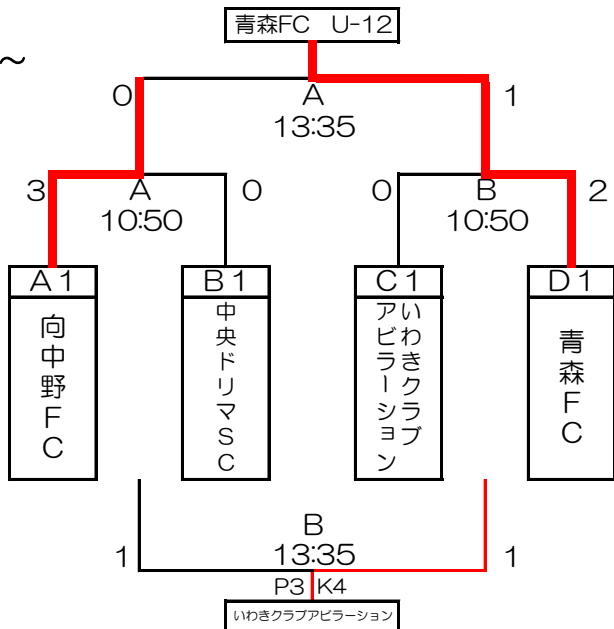 青森FC U-12
～
0
A
1
13:35
3
A
0
0
B
2
10:50
10:50
A1
B1
C1
D1
向中野FC
中央ドリマSC
いわきクラブ
アビラーション
青森FC
B
1
13:35
1
P3 K4
いわきクラブアビラーション